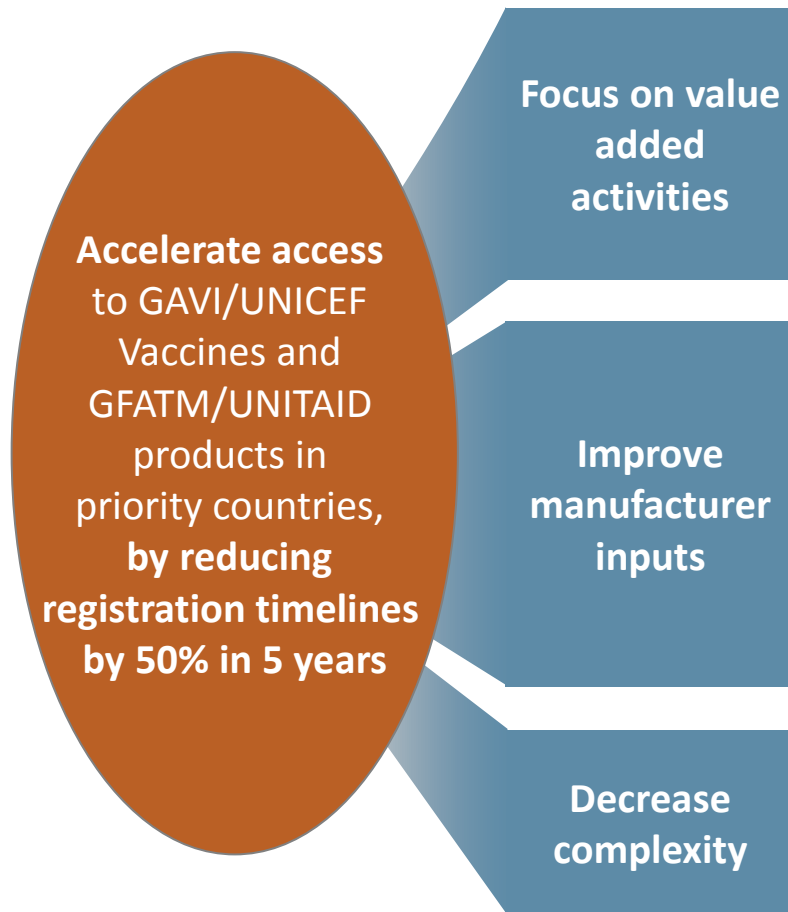 Accelerate access
to GAVI/UNICEF
Vaccines and
GFATM/UNITAID
products in
priority countries,
by reducing
registration timelines
by 50% in 5 years
Focus on value
added
activities
Improve
manufacturer
inputs
Decrease
complexity